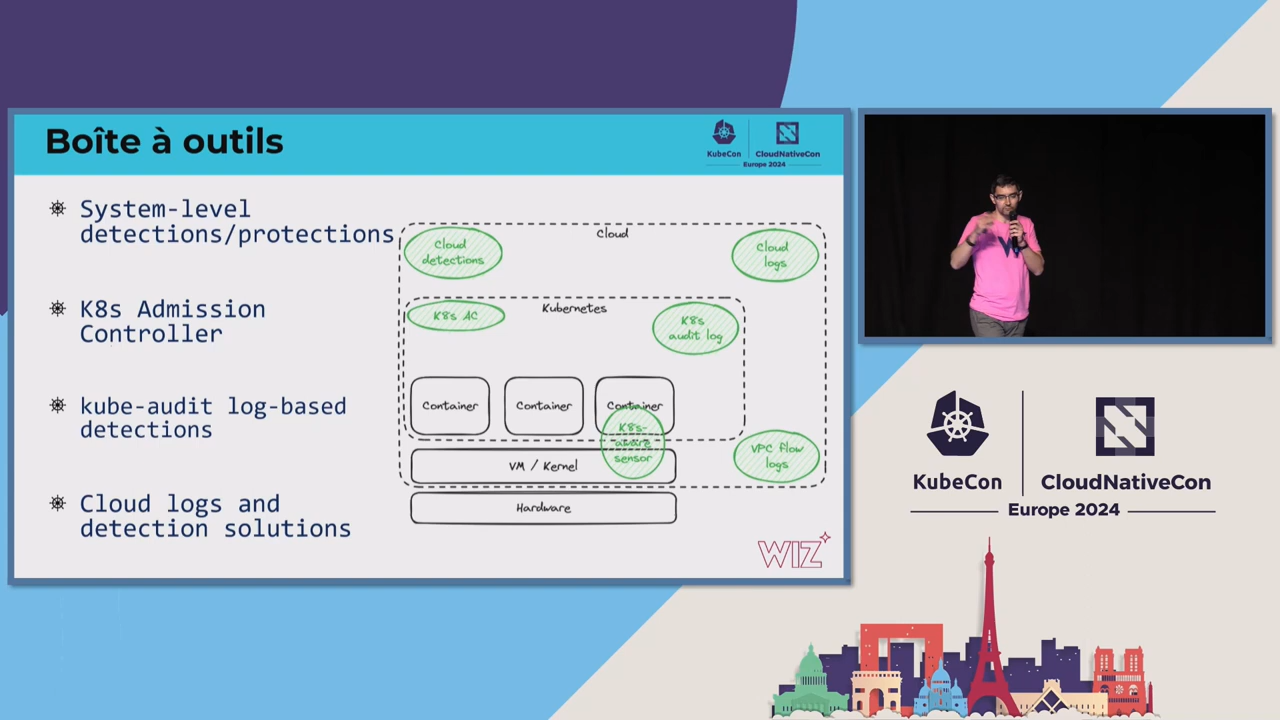 Boîte à outils
KubeCon
CloudNativeCon
Europe 2024
System-level
detections/protections
K8s Admission
Controller
kube-audit log-based
detections
Cloud logs and
detection solutions
Cloud
Cloud
detections
Cloud
logs
Kubernetes
K8s AC
K8s
audit log
Container
Container
Container
K8s-
aware
sensor
VPC flow
logs
VM / Kernel
Hardware
WIZ
KubeCon
CloudNativeCon
Europe 2024